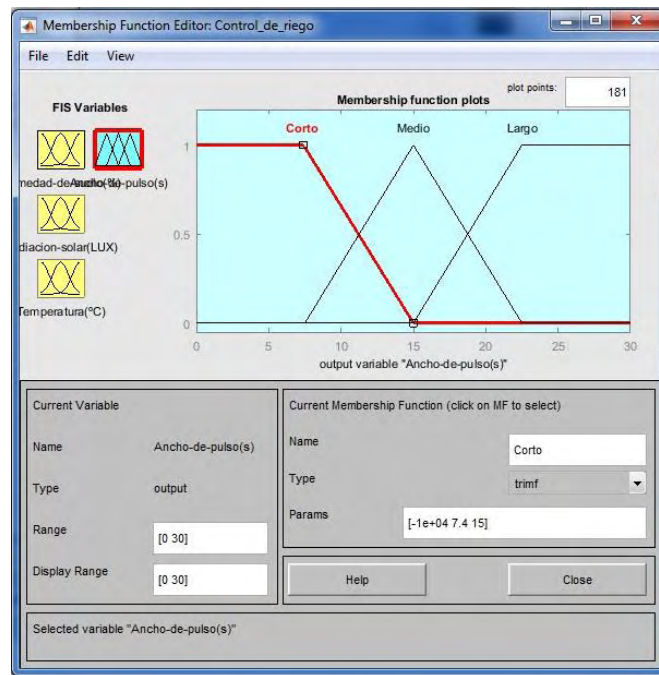 Membership Function Editor: Control_de_riego
File Edit View
FIS Variables
plot points: 181
Membership function plots
Corto Medio Largo
1
0.5
0
0 5 10 15 20 25 30
output variable "Ancho-de-pulso(s)"
diacion-solar(LUX)
Temperatura(ºC)
Current Variable
Name Ancho-de-pulso(s)
Type output
Range [0 30]
Display Range [0 30]
Current Membership Function (click on MF to select)
Name Corto
Type trimf
Params [-1e+04 7.4 15]
Help Close
Selected variable "Ancho-de-pulso(s)"